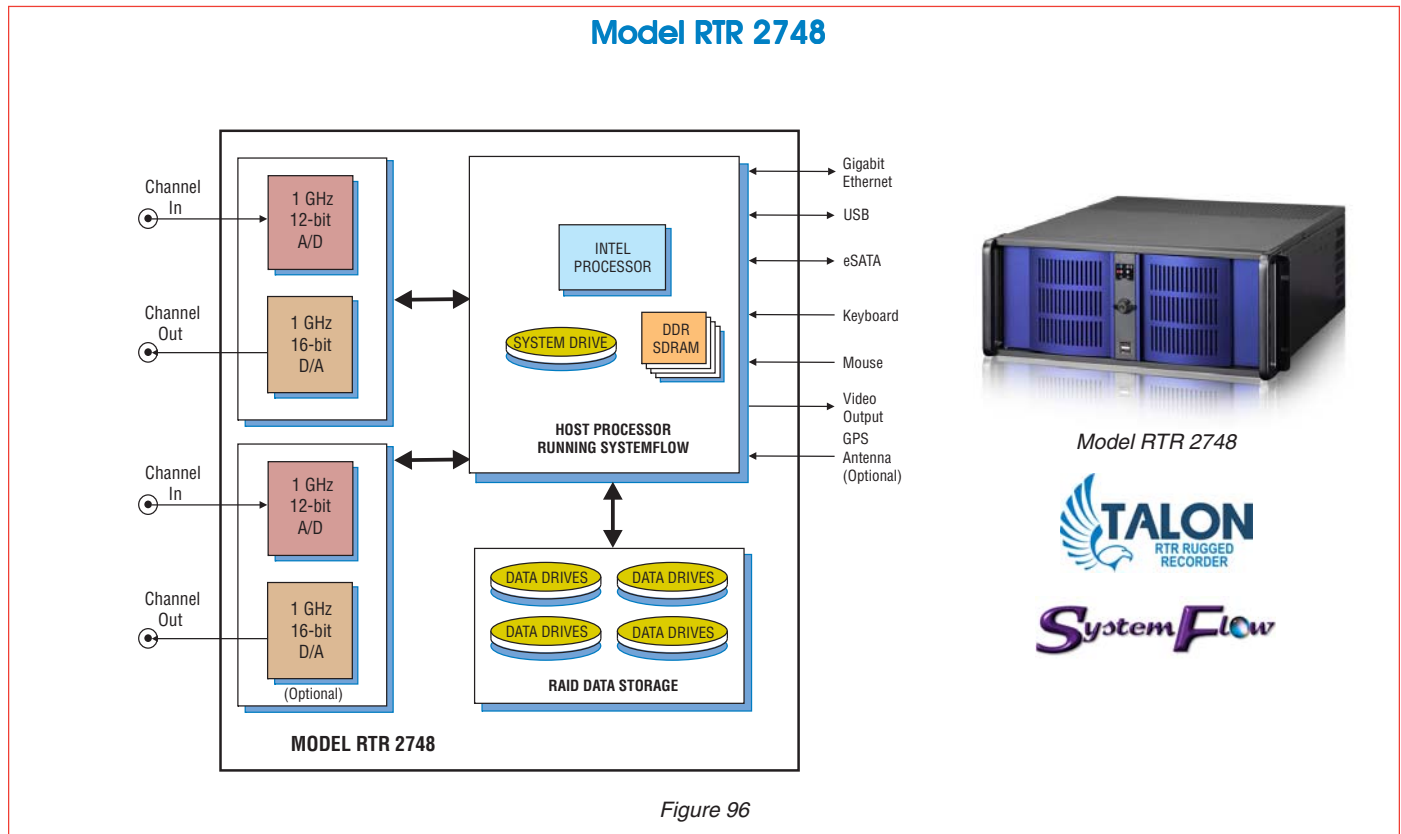 Model RTR 2748
Channel
In
1 GHz
12-bit
A/D
Channel
Out
1 GHz
16-bit
D/A
Channel
In
1 GHz
12-bit
A/D
Channel
Out
1 GHz
16-bit
D/A
(Optional)
INTEL
PROCESSOR
SYSTEM DRIVE
DDR
SDRAM
HOST PROCESSOR
RUNNING SYSTEMFLOW
DATA DRIVES
DATA DRIVES
DATA DRIVES
DATA DRIVES
RAID DATA STORAGE
MODEL RTR 2748
Gigabit
Ethernet
USB
eSATA
Keyboard
Mouse
Video
Output
GPS
Antenna
(Optional)
Model RTR 2748
TALON
RTR RUGGED
RECORDER
SystemFlow
Figure 96